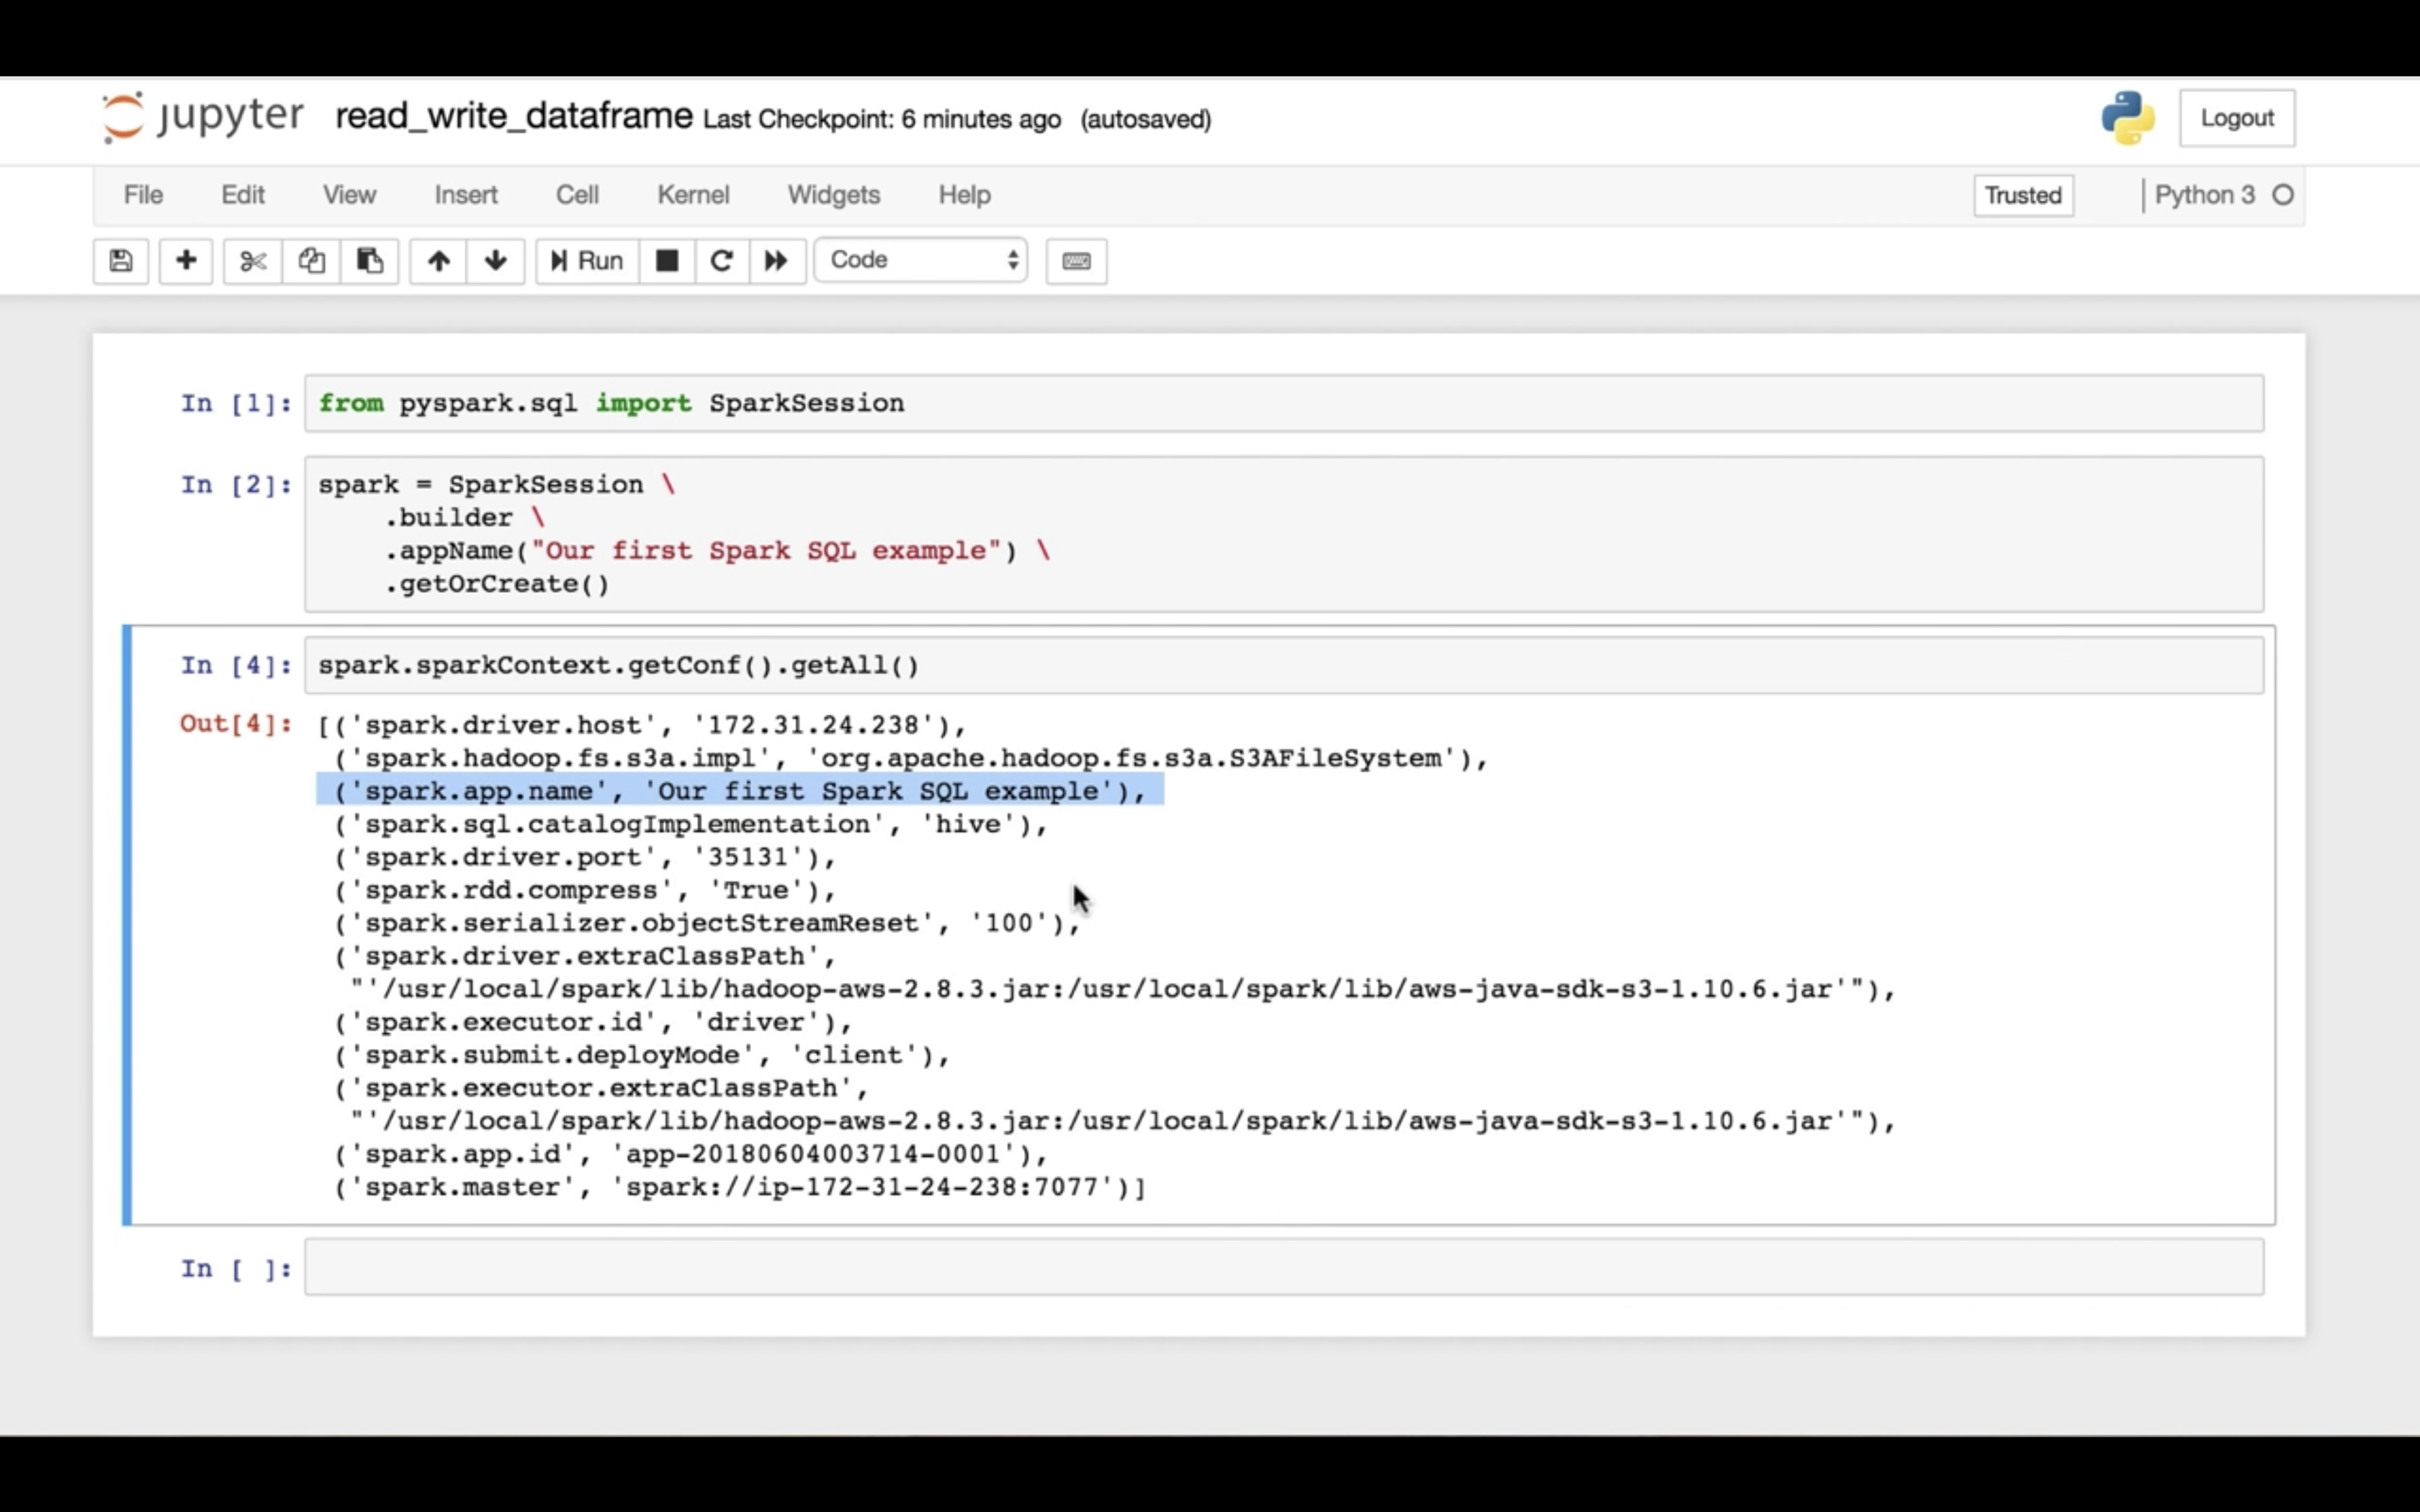 jupyter read_write_dataframe Last Checkpoint: 6 minutes ago (autosaved) Logout
File Edit View Insert Cell Kernel Widgets Help Trusted | Python 3
Run Code
In [1]: from pyspark.sql import SparkSession
In [2]: spark = SparkSession \
    .builder \
    .appName("Our first Spark SQL example") \
    .getOrCreate()
In [4]: spark.sparkContext.getConf().getAll()
Out[4]: [('spark.driver.host', '172.31.24.238'),
 ('spark.hadoop.fs.s3a.impl', 'org.apache.hadoop.fs.s3a.S3AFileSystem'),
 ('spark.app.name', 'Our first Spark SQL example'),
 ('spark.sql.catalogImplementation', 'hive'),
 ('spark.driver.port', '35131'),
 ('spark.rdd.compress', 'True'),
 ('spark.serializer.objectStreamReset', '100'),
 ('spark.driver.extraClassPath',
  "'/usr/local/spark/lib/hadoop-aws-2.8.3.jar:/usr/local/spark/lib/aws-java-sdk-s3-1.10.6.jar'"),
 ('spark.executor.id', 'driver'),
 ('spark.submit.deployMode', 'client'),
 ('spark.executor.extraClassPath',
  "'/usr/local/spark/lib/hadoop-aws-2.8.3.jar:/usr/local/spark/lib/aws-java-sdk-s3-1.10.6.jar'"),
 ('spark.app.id', 'app-20180604003714-0001'),
 ('spark.master', 'spark://ip-172-31-24-238:7077')]
In [ ]: